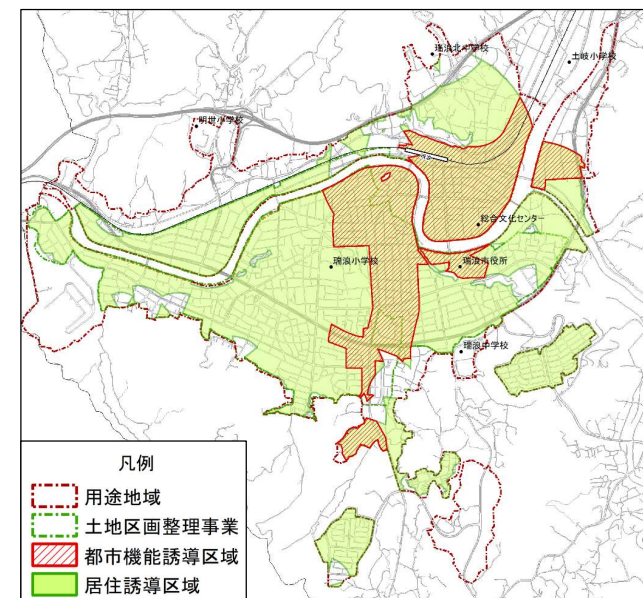 瑞浪北中学校
土岐小学校
明世小学校
総合文化センター
瑞浪小学校
瑞浪市役所
瑞浪中学校
凡例
用途地域
土地区画整理事業
都市機能誘導区域
居住誘導区域